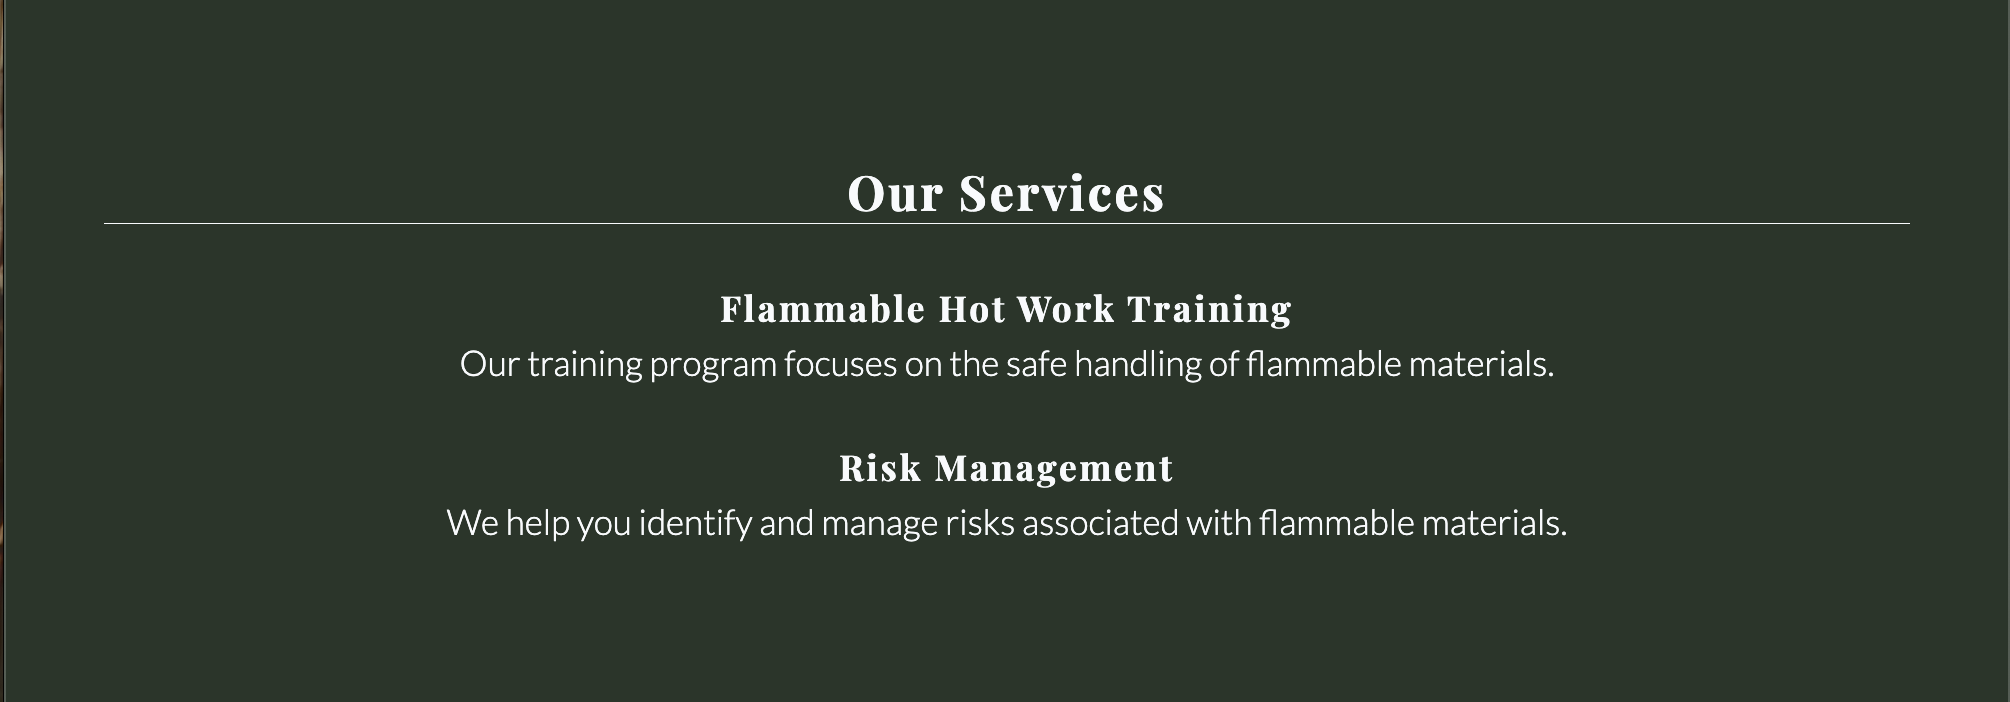 Our Services
Flammable Hot Work Training
Our training program focuses on the safe handling of flammable materials.
Risk Management
We help you identify and manage risks associated with flammable materials.